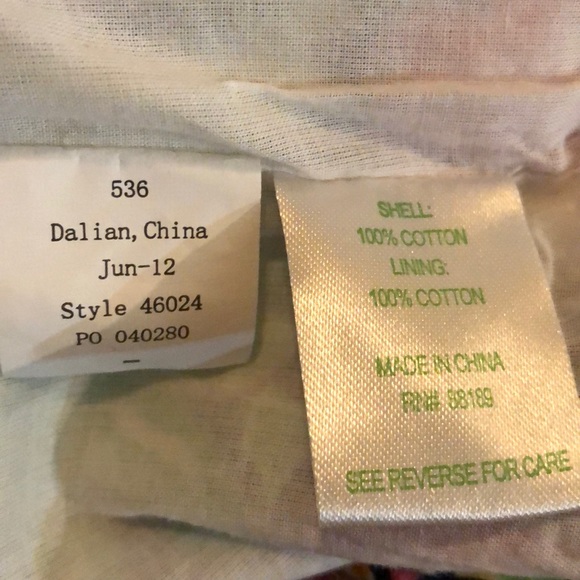 536
Dalian, China
Jun-12
Style 46024
PO 040280
SHELL:
100% COTTON
LINING:
100% COTTON
MADE IN CHINA
RN# 88189
SEE REVERSE FOR CARE